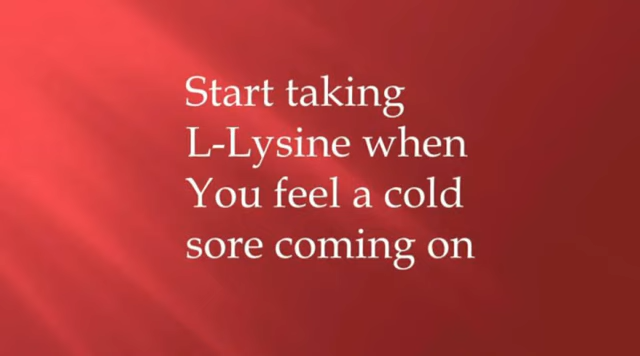 Start taking
L-Lysine when
You feel a cold
sore coming on